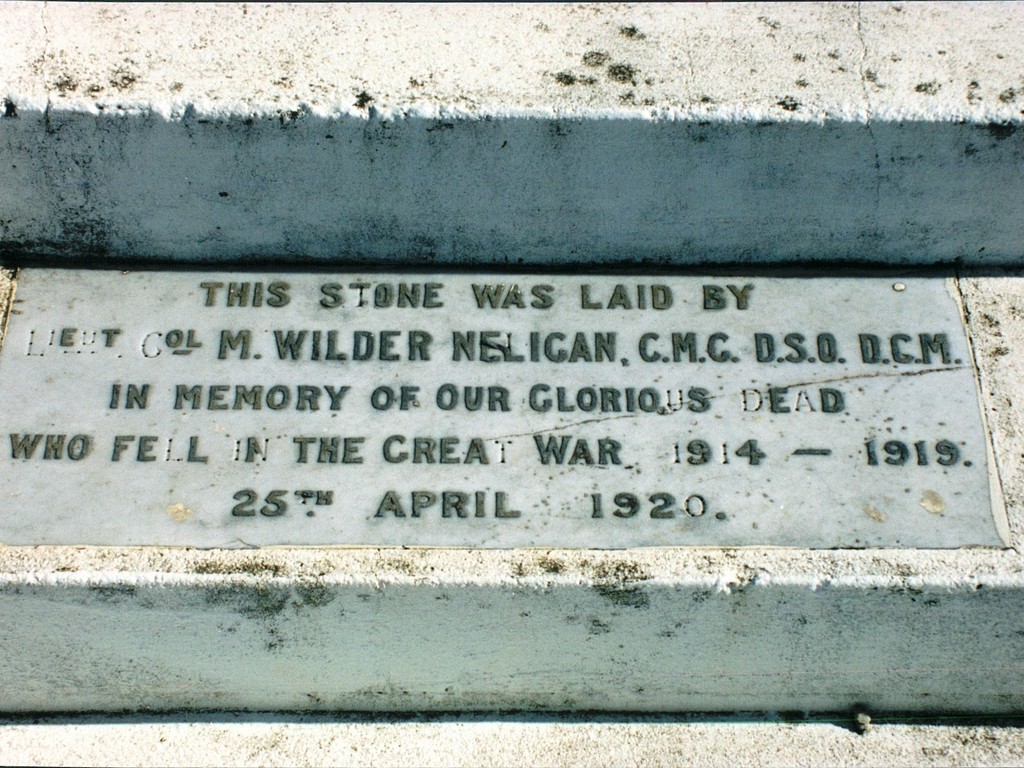 THIS STONE WAS LAID BY
LIEUT. COL M. WILDER NELIGAN, C.M.G. D.S.O. D.C.M.
IN MEMORY OF OUR GLORIOUS DEAD
WHO FELL IN THE GREAT WAR 1914 — 1919.
25TH APRIL 1920.